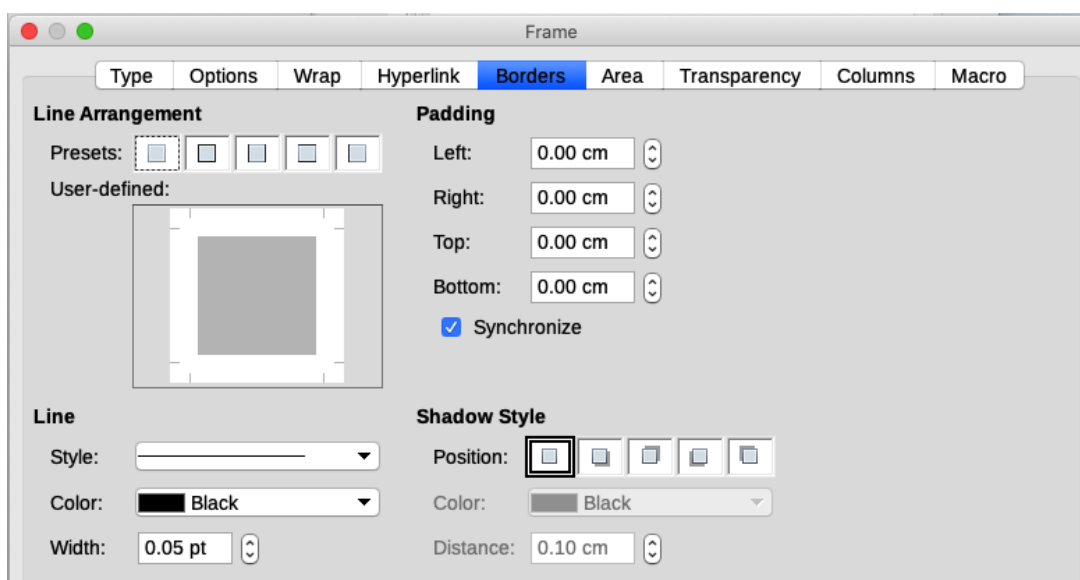 Frame
Type Options Wrap Hyperlink Borders Area Transparency Columns Macro
Line Arrangement
Presets:
User-defined:
Padding
Left: 0.00 cm
Right: 0.00 cm
Top: 0.00 cm
Bottom: 0.00 cm
Synchronize
Line
Style:
Color: Black
Width: 0.05 pt
Shadow Style
Position:
Color: Black
Distance: 0.10 cm